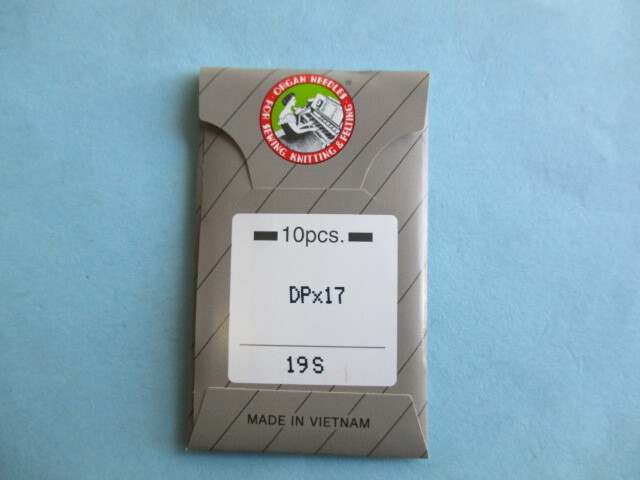 · ORGAN NEEDLES ·
FOR SEWING, KNITTING & FELTING
®
10pcs.
DPx17
19S
MADE IN VIETNAM